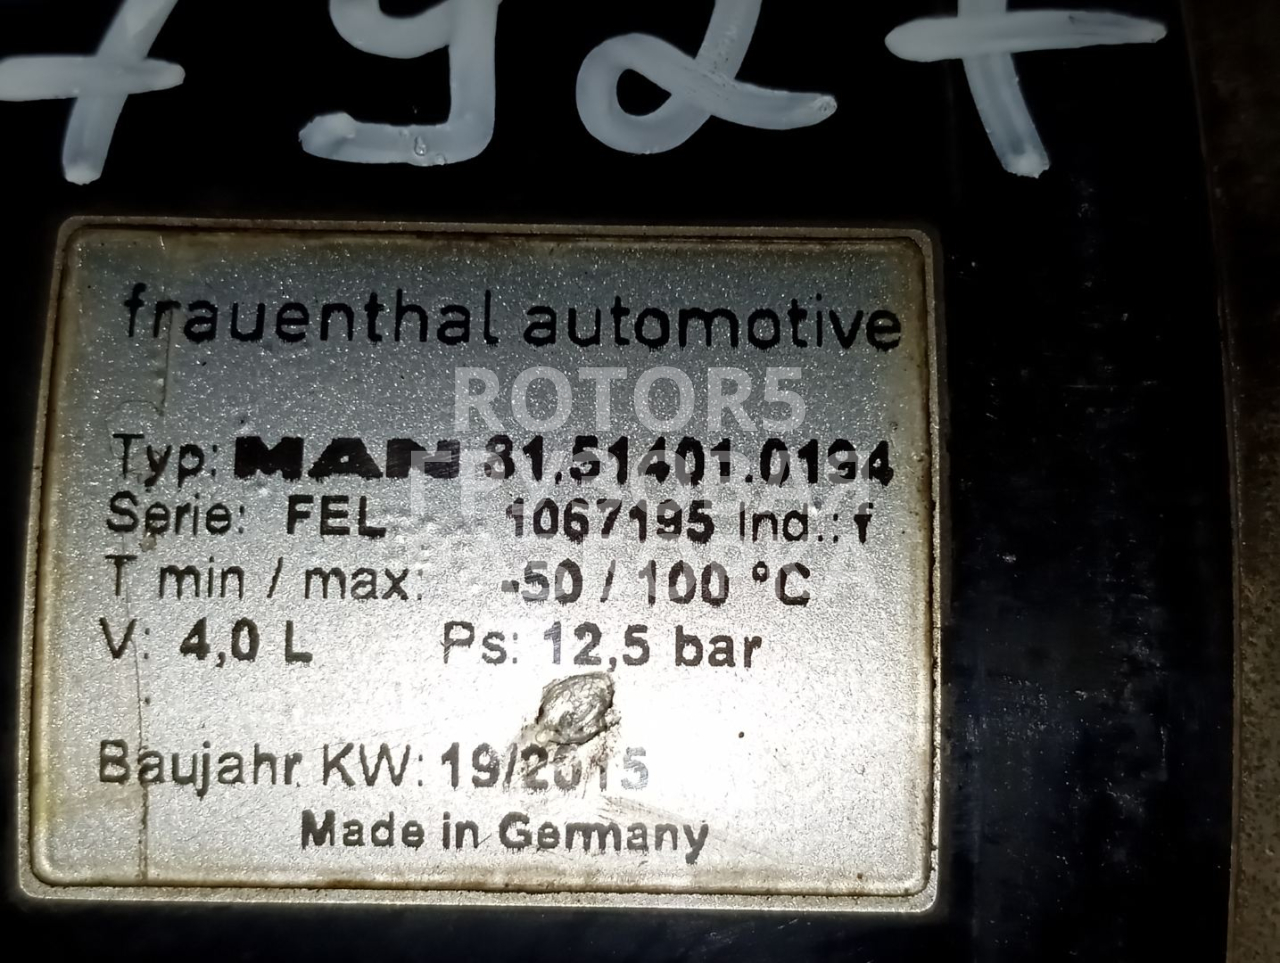 7927
frauenthal automotive
ROTOR5
Typ: MAN 81.51401.0194
Serie: FEL 1067195 Ind.: f
T min / max: -50 / 100 °C
V: 4,0 L Ps: 12,5 bar
Baujahr KW: 19/2015
Made in Germany